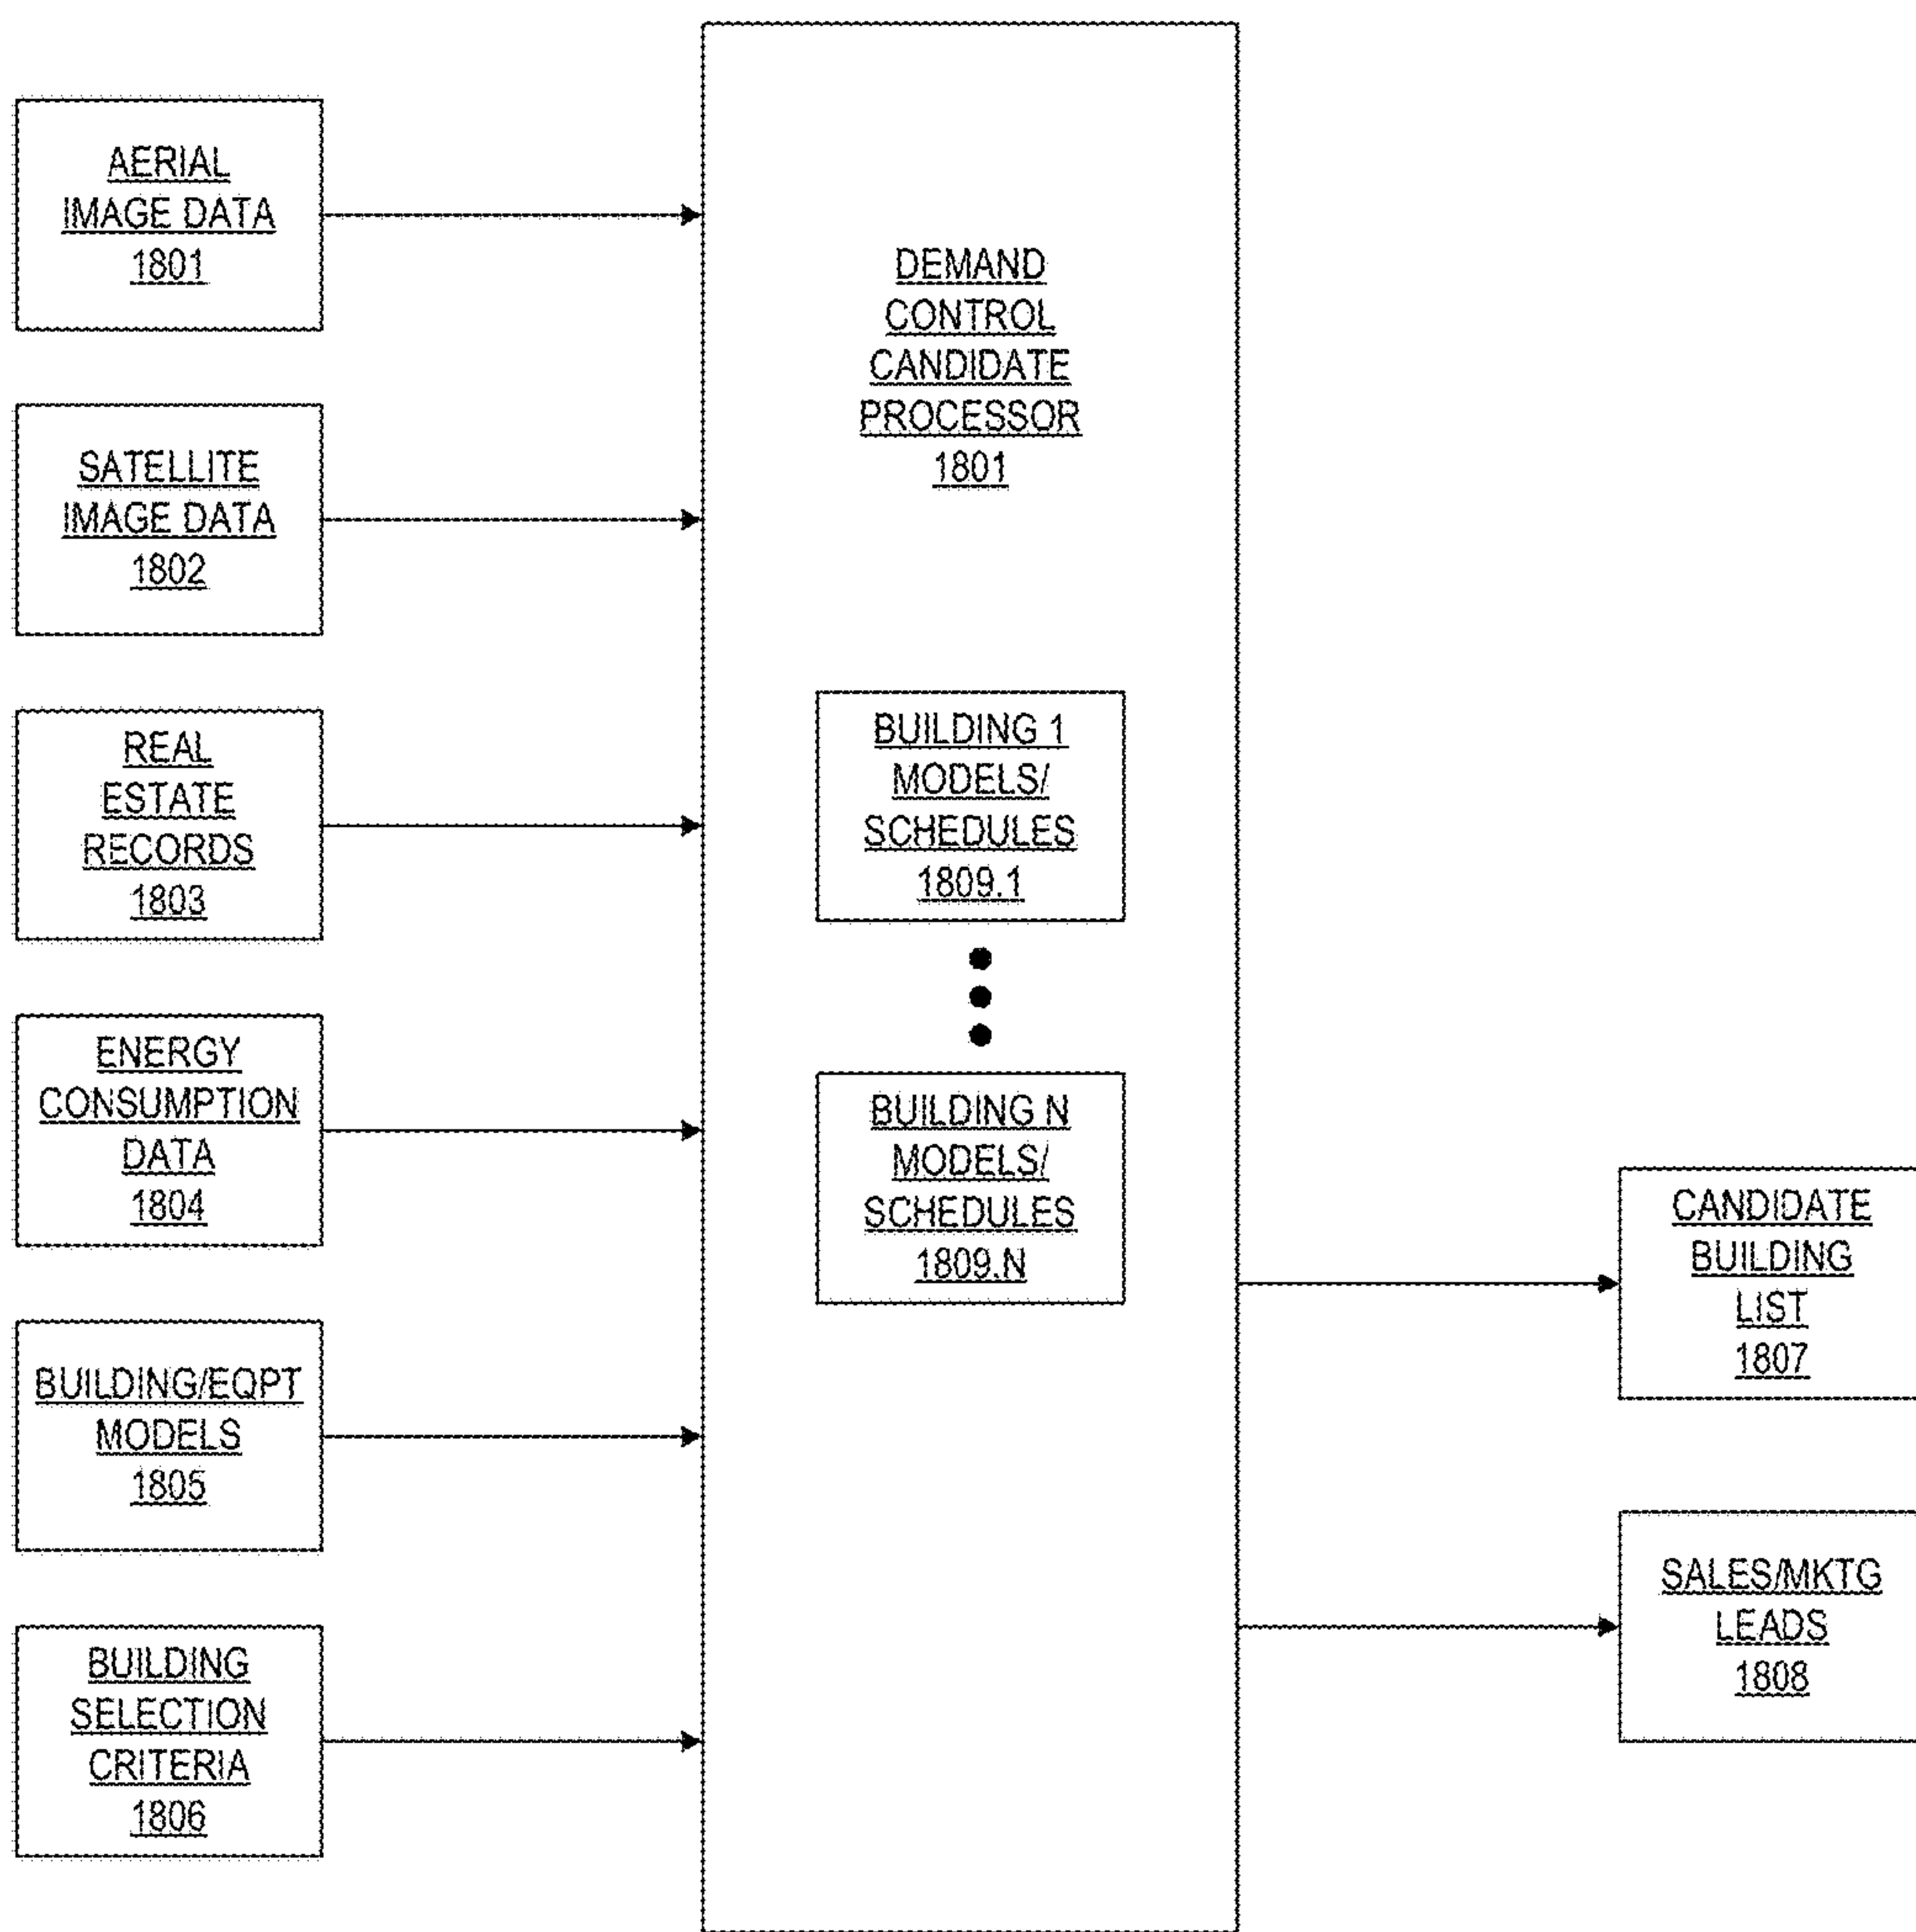 AERIAL
IMAGE DATA
1801
SATELLITE
IMAGE DATA
1802
REAL
ESTATE
RECORDS
1803
ENERGY
CONSUMPTION
DATA
1804
BUILDING/EQPT
MODELS
1805
BUILDING
SELECTION
CRITERIA
1806
DEMAND
CONTROL
CANDIDATE
PROCESSOR
1801
BUILDING 1
MODELS/
SCHEDULES
1809.1
BUILDING N
MODELS/
SCHEDULES
1809.N
CANDIDATE
BUILDING
LIST
1807
SALES/MKTG
LEADS
1808